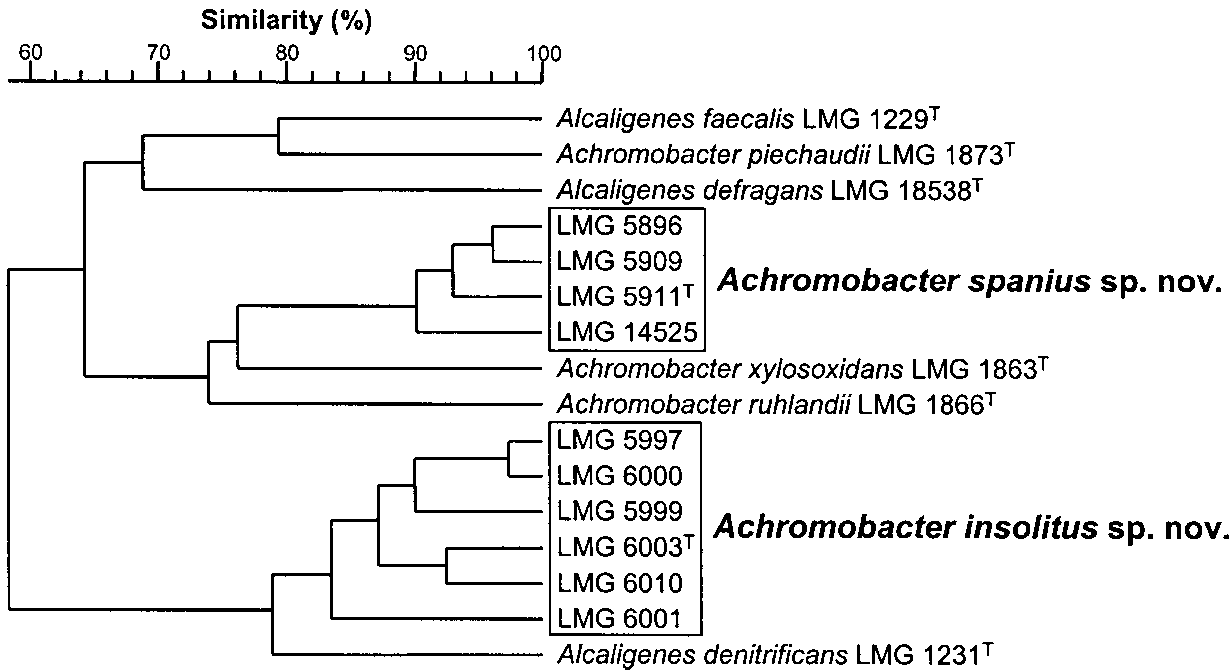 Similarity (%)
60 70 80 90 100
Alcaligenes faecalis LMG 1229ᵀ
Achromobacter piechaudii LMG 1873ᵀ
Alcaligenes defragans LMG 18538ᵀ
LMG 5896
LMG 5909
Achromobacter spanius sp. nov.
LMG 5911ᵀ
LMG 14525
Achromobacter xylosoxidans LMG 1863ᵀ
Achromobacter ruhlandii LMG 1866ᵀ
LMG 5997
LMG 6000
LMG 5999
Achromobacter insolitus sp. nov.
LMG 6003ᵀ
LMG 6010
LMG 6001
Alcaligenes denitrificans LMG 1231ᵀ